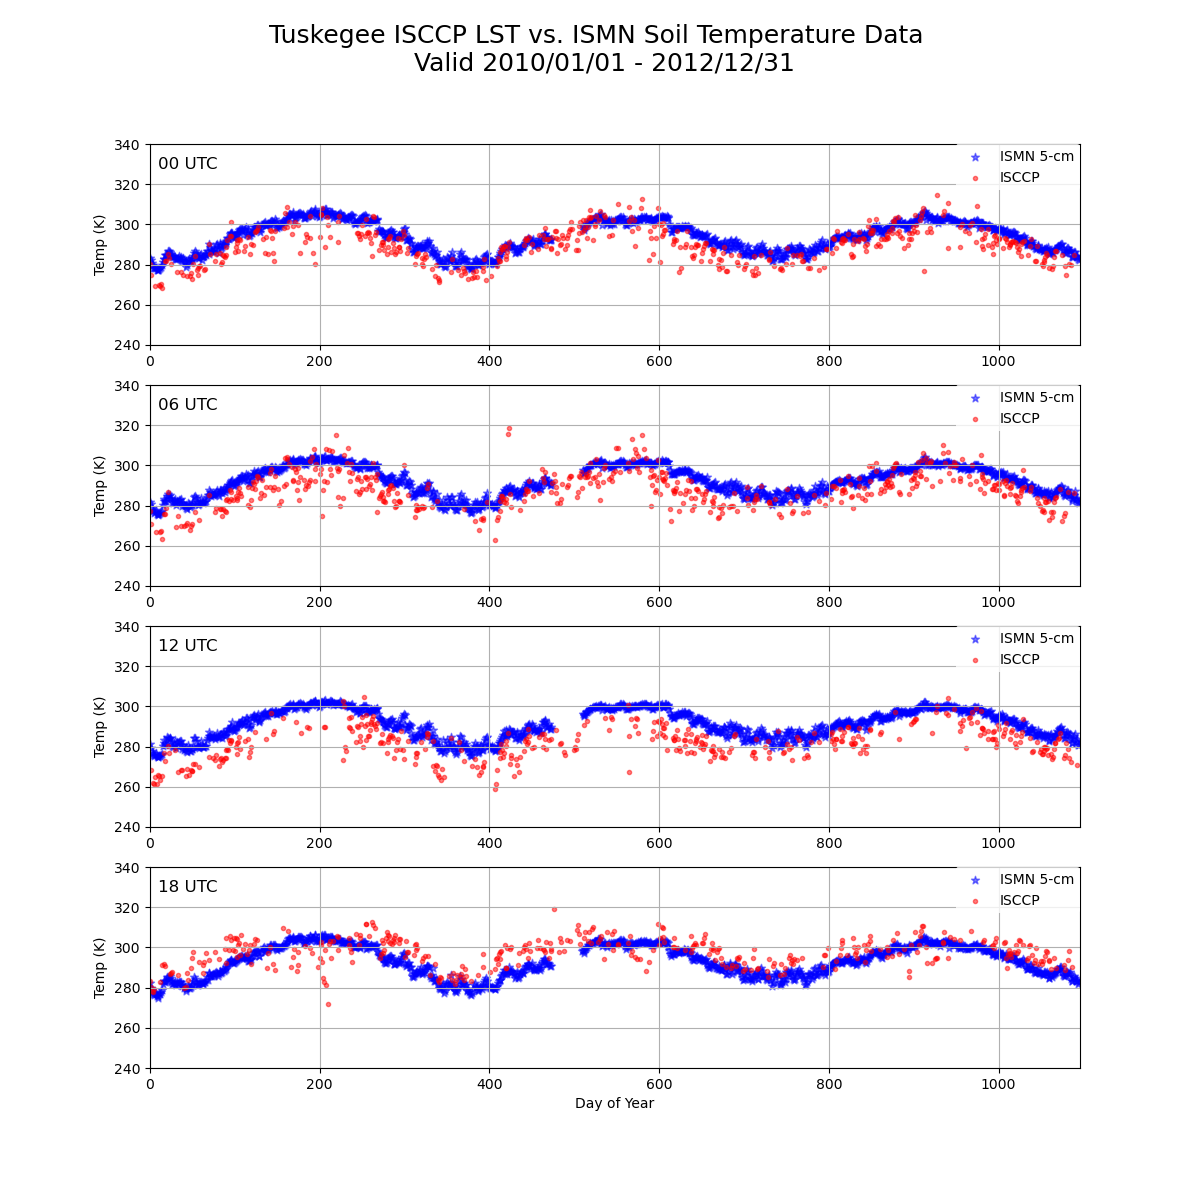 Tuskegee ISCCP LST vs. ISMN Soil Temperature Data
Valid 2010/01/01 - 2012/12/31
340
320
300
280
260
240
Temp (K)
00 UTC
ISMN 5-cm
ISCCP
0 200 400 600 800 1000
340
320
300
280
260
240
Temp (K)
06 UTC
ISMN 5-cm
ISCCP
0 200 400 600 800 1000
340
320
300
280
260
240
Temp (K)
12 UTC
ISMN 5-cm
ISCCP
0 200 400 600 800 1000
340
320
300
280
260
240
Temp (K)
18 UTC
ISMN 5-cm
ISCCP
0 200 400 600 800 1000
Day of Year